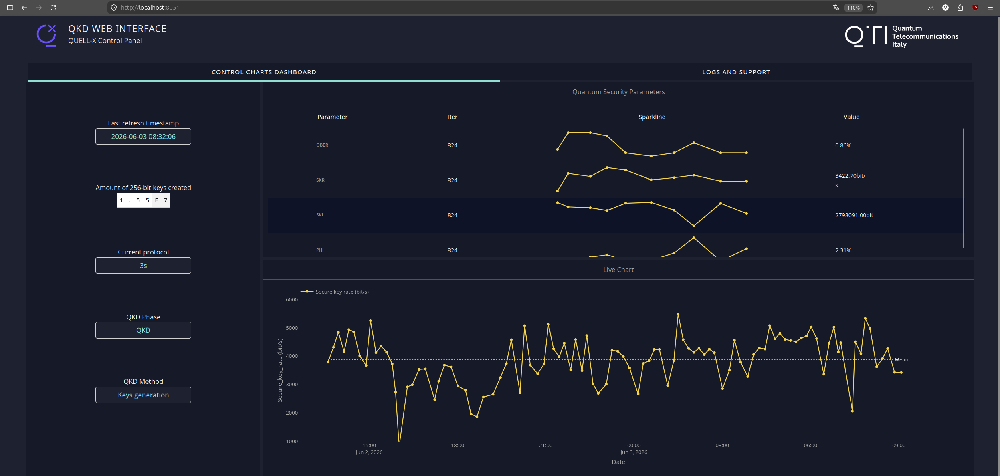 http://localhost:8051
110%
QKD WEB INTERFACE
QUELL-X Control Panel
QTI Quantum
Telecommunications
Italy
CONTROL CHARTS DASHBOARD
LOGS AND SUPPORT
Last refresh timestamp
2026-06-03 08:32:06
Amount of 256-bit keys created
1.55E7
Current protocol
3s
QKD Phase
QKD
QKD Method
Keys generation
Quantum Security Parameters
Parameter Iter Sparkline Value
QBER 824 0.86%
SKR 824 3422.70bit/
s
SKL 824 2798091.00bit
PHI 824 2.31%
Live Chart
Secure key rate (bit/s)
Secure_key_rate (bit/s)
6000
5000
4000
3000
2000
1000
Mean
15:00 18:00 21:00 00:00 03:00 06:00 09:00
Jun 2, 2026 Jun 3, 2026
Date